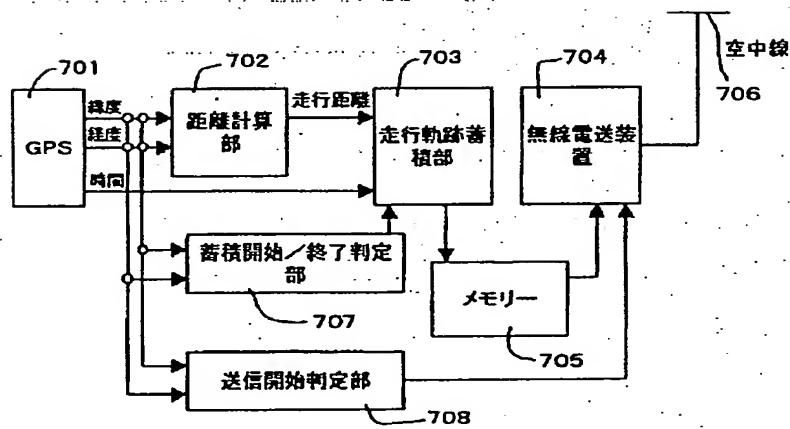 701
702
703
704
空中線
706
緯度
経度
時間
GPS
距離計算
部
走行距離
走行軌跡蓄
積部
無線電送装
置
蓄積開始/終了判定
部
707
メモリー
705
送信開始判定部
708